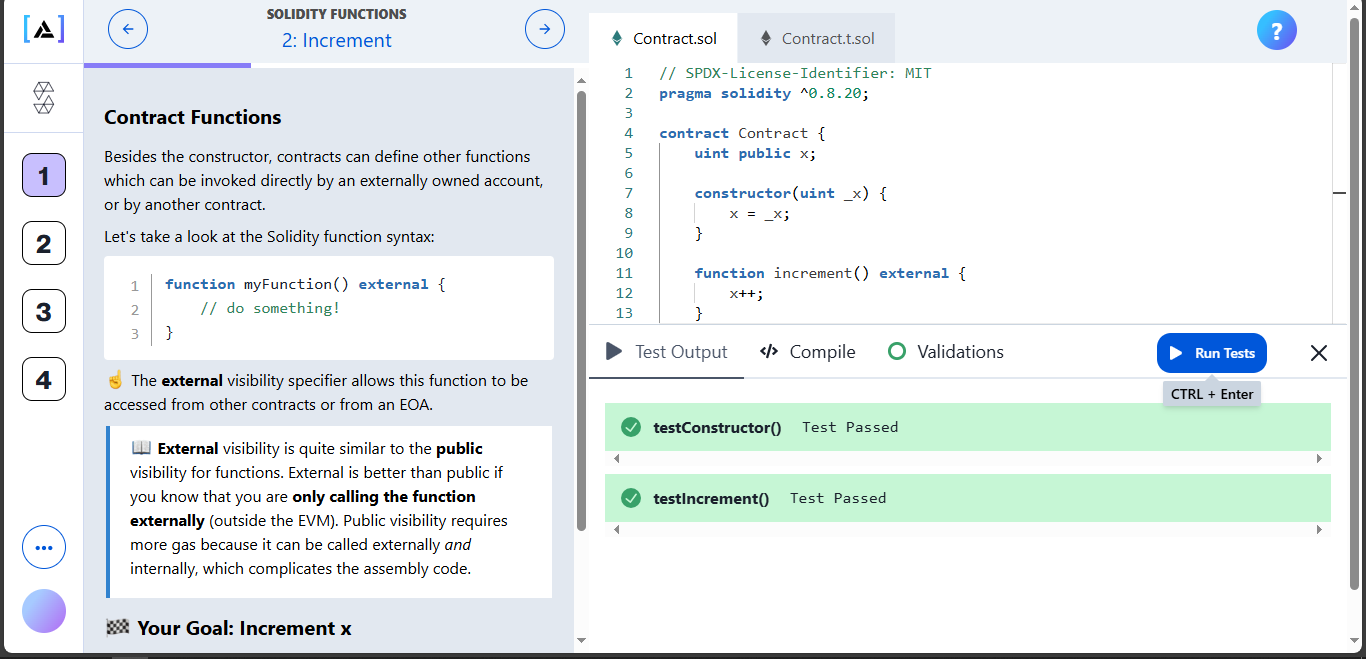 [A]
SOLIDITY FUNCTIONS
2: Increment
1
2
3
4
Contract Functions
Besides the constructor, contracts can define other functions
which can be invoked directly by an externally owned account,
or by another contract.
Let's take a look at the Solidity function syntax:
1 function myFunction() external {
2     // do something!
3 }
☝️ The external visibility specifier allows this function to be
accessed from other contracts or from an EOA.
📖 External visibility is quite similar to the public
visibility for functions. External is better than public if
you know that you are only calling the function
externally (outside the EVM). Public visibility requires
more gas because it can be called externally and
internally, which complicates the assembly code.
🏁 Your Goal: Increment x
Contract.sol
Contract.t.sol
?
1 // SPDX-License-Identifier: MIT
2 pragma solidity ^0.8.20;
3
4 contract Contract {
5     uint public x;
6
7     constructor(uint _x) {
8         x = _x;
9     }
10
11     function increment() external {
12         x++;
13     }
Test Output
</> Compile
Validations
Run Tests
CTRL + Enter
testConstructor() Test Passed
testIncrement() Test Passed